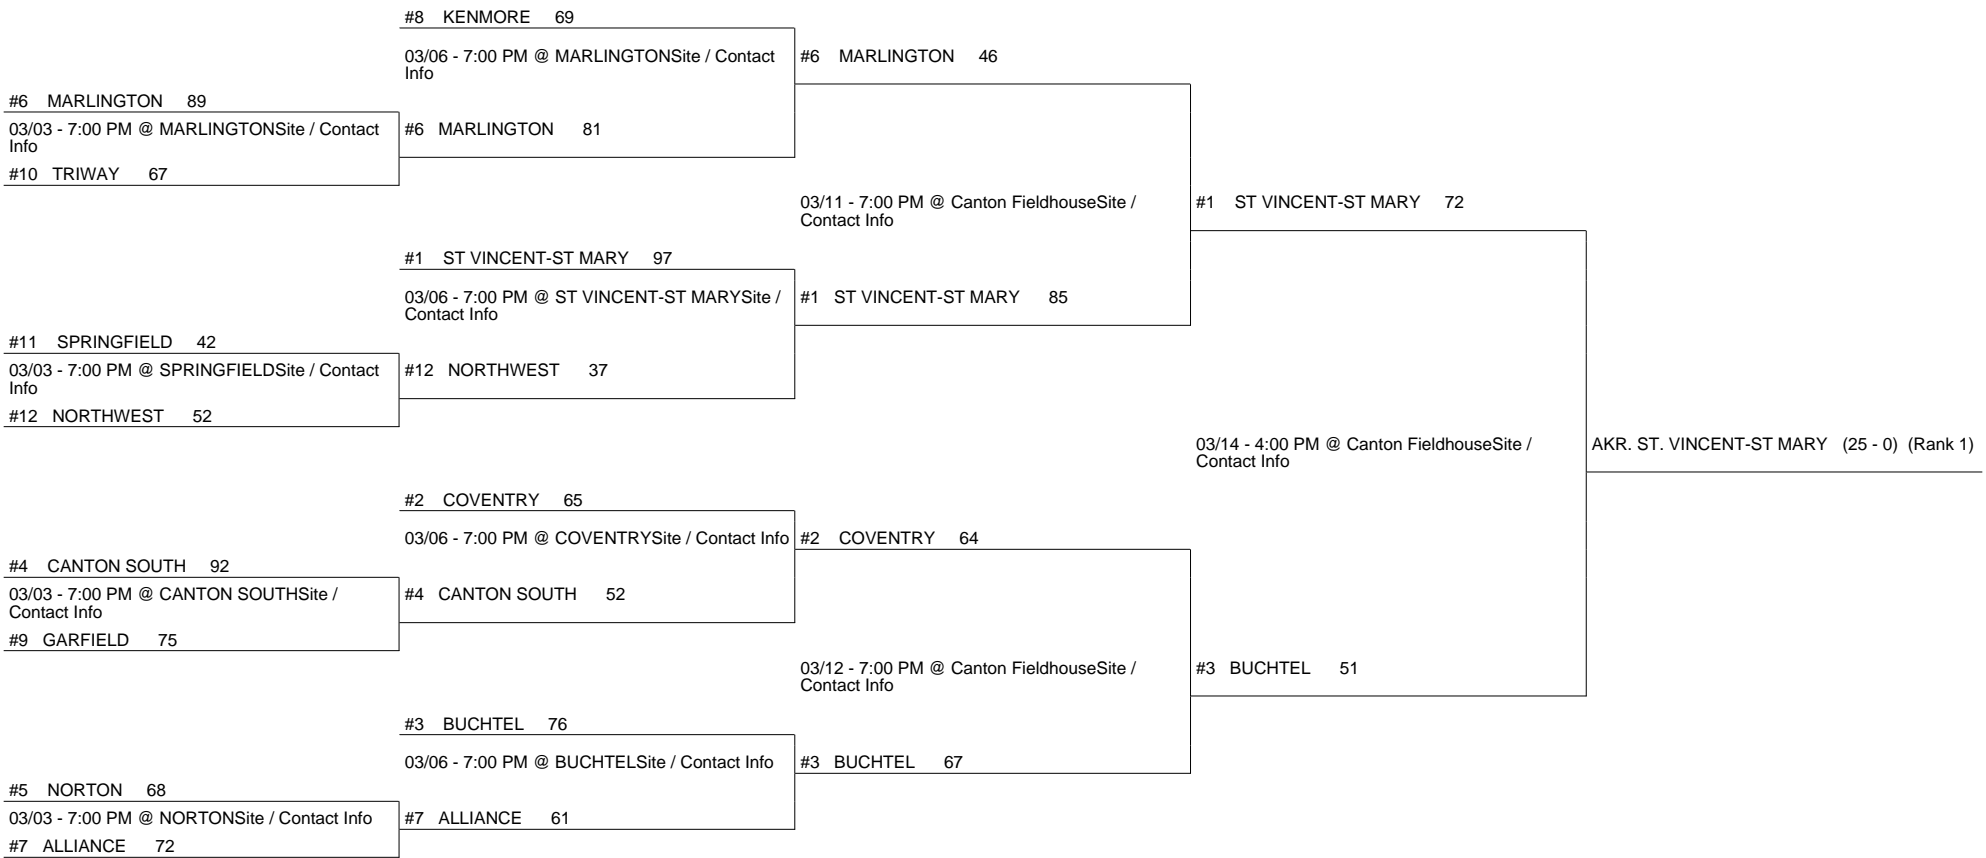 #8 KENMORE 69
03/06 - 7:00 PM @ MARLINGTONSite / Contact
Info
#6 MARLINGTON 46
#6 MARLINGTON 89
03/03 - 7:00 PM @ MARLINGTONSite / Contact
Info
#6 MARLINGTON 81
#10 TRIWAY 67
03/11 - 7:00 PM @ Canton FieldhouseSite /
Contact Info
#1 ST VINCENT-ST MARY 72
#1 ST VINCENT-ST MARY 97
03/06 - 7:00 PM @ ST VINCENT-ST MARYSite /
Contact Info
#1 ST VINCENT-ST MARY 85
#11 SPRINGFIELD 42
03/03 - 7:00 PM @ SPRINGFIELDSite / Contact
Info
#12 NORTHWEST 37
#12 NORTHWEST 52
03/14 - 4:00 PM @ Canton FieldhouseSite /
Contact Info
AKR. ST. VINCENT-ST MARY (25 - 0) (Rank 1)
#2 COVENTRY 65
03/06 - 7:00 PM @ COVENTRYSite / Contact Info
#2 COVENTRY 64
#4 CANTON SOUTH 92
03/03 - 7:00 PM @ CANTON SOUTHSite /
Contact Info
#4 CANTON SOUTH 52
#9 GARFIELD 75
03/12 - 7:00 PM @ Canton FieldhouseSite /
Contact Info
#3 BUCHTEL 51
#3 BUCHTEL 76
03/06 - 7:00 PM @ BUCHTELSite / Contact Info
#3 BUCHTEL 67
#5 NORTON 68
03/03 - 7:00 PM @ NORTONSite / Contact Info
#7 ALLIANCE 61
#7 ALLIANCE 72